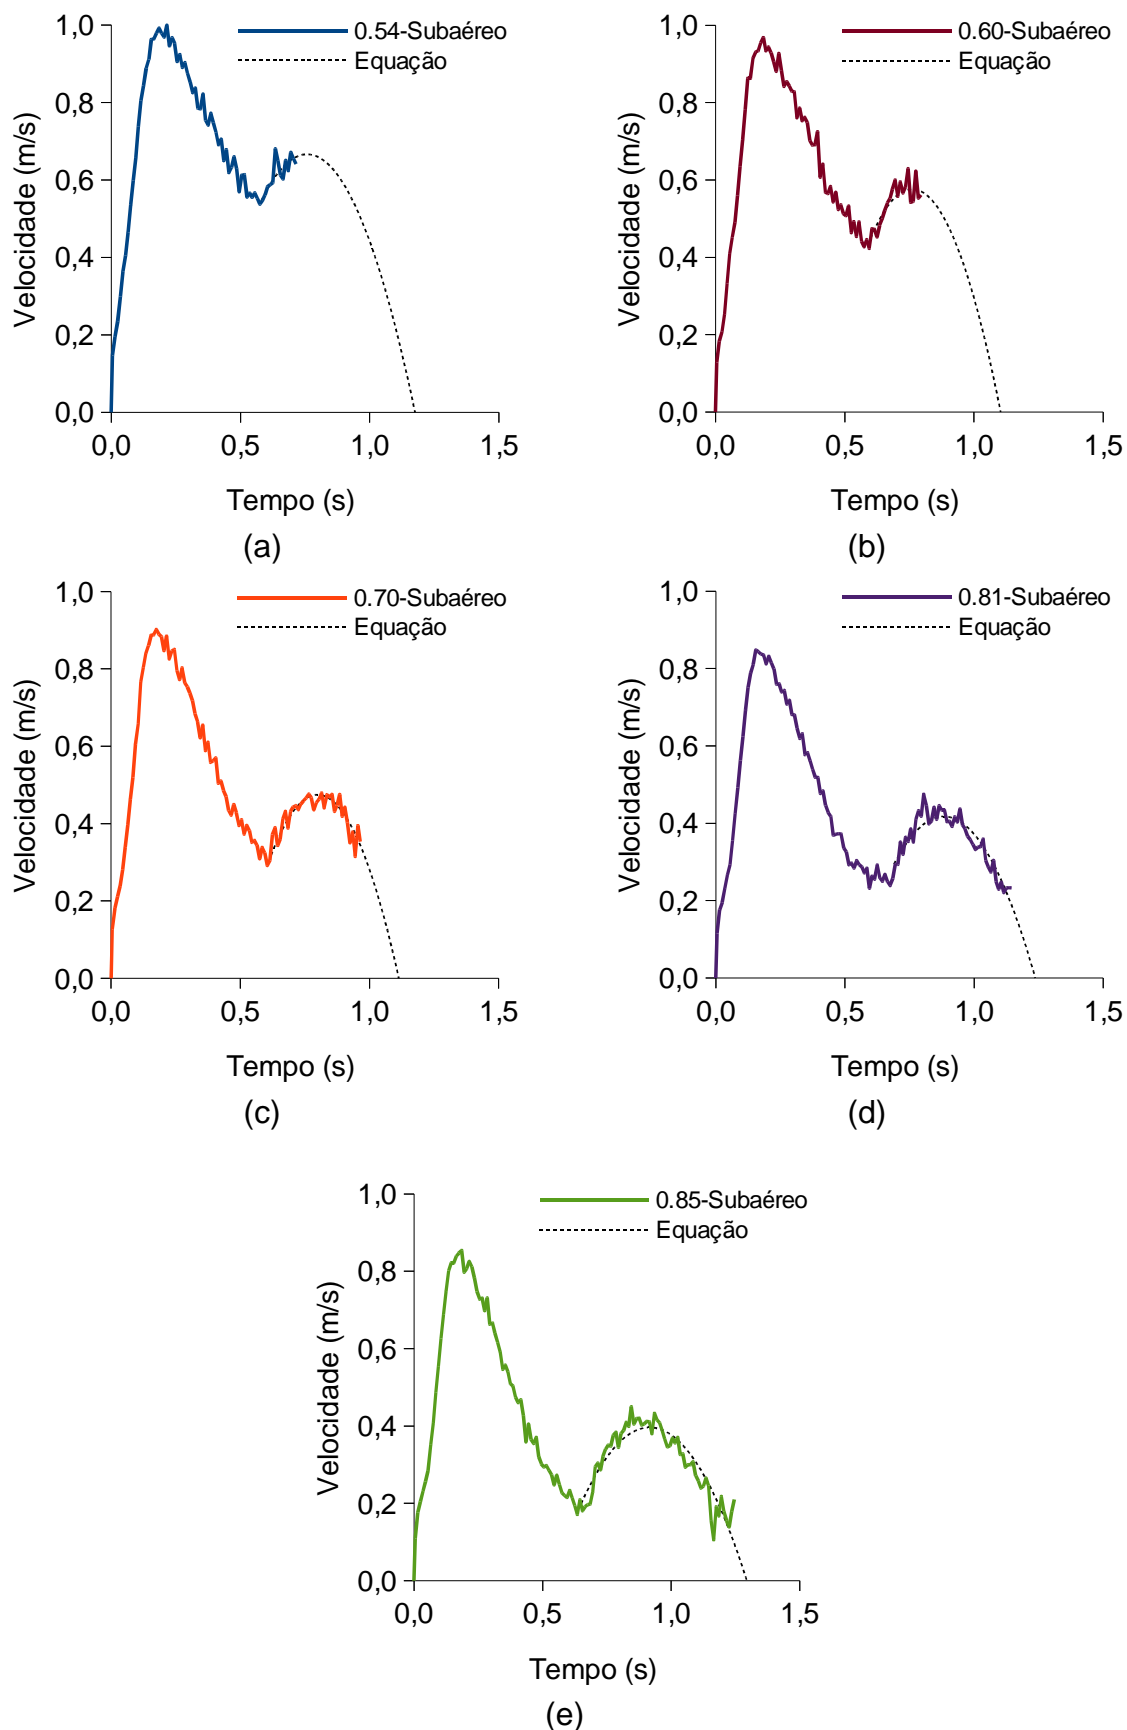 1,0
0.54-Subaéreo
Equação
0,8
0,6
0,4
0,2
0,0
Velocidade (m/s)
0,0 0,5 1,0 1,5
Tempo (s)
(a)
1,0
0.60-Subaéreo
Equação
0,8
0,6
0,4
0,2
0,0
Velocidade (m/s)
0,0 0,5 1,0 1,5
Tempo (s)
(b)
1,0
0.70-Subaéreo
Equação
0,8
0,6
0,4
0,2
0,0
Velocidade (m/s)
0,0 0,5 1,0 1,5
Tempo (s)
(c)
1,0
0.81-Subaéreo
Equação
0,8
0,6
0,4
0,2
0,0
Velocidade (m/s)
0,0 0,5 1,0 1,5
Tempo (s)
(d)
1,0
0.85-Subaéreo
Equação
0,8
0,6
0,4
0,2
0,0
Velocidade (m/s)
0,0 0,5 1,0 1,5
Tempo (s)
(e)